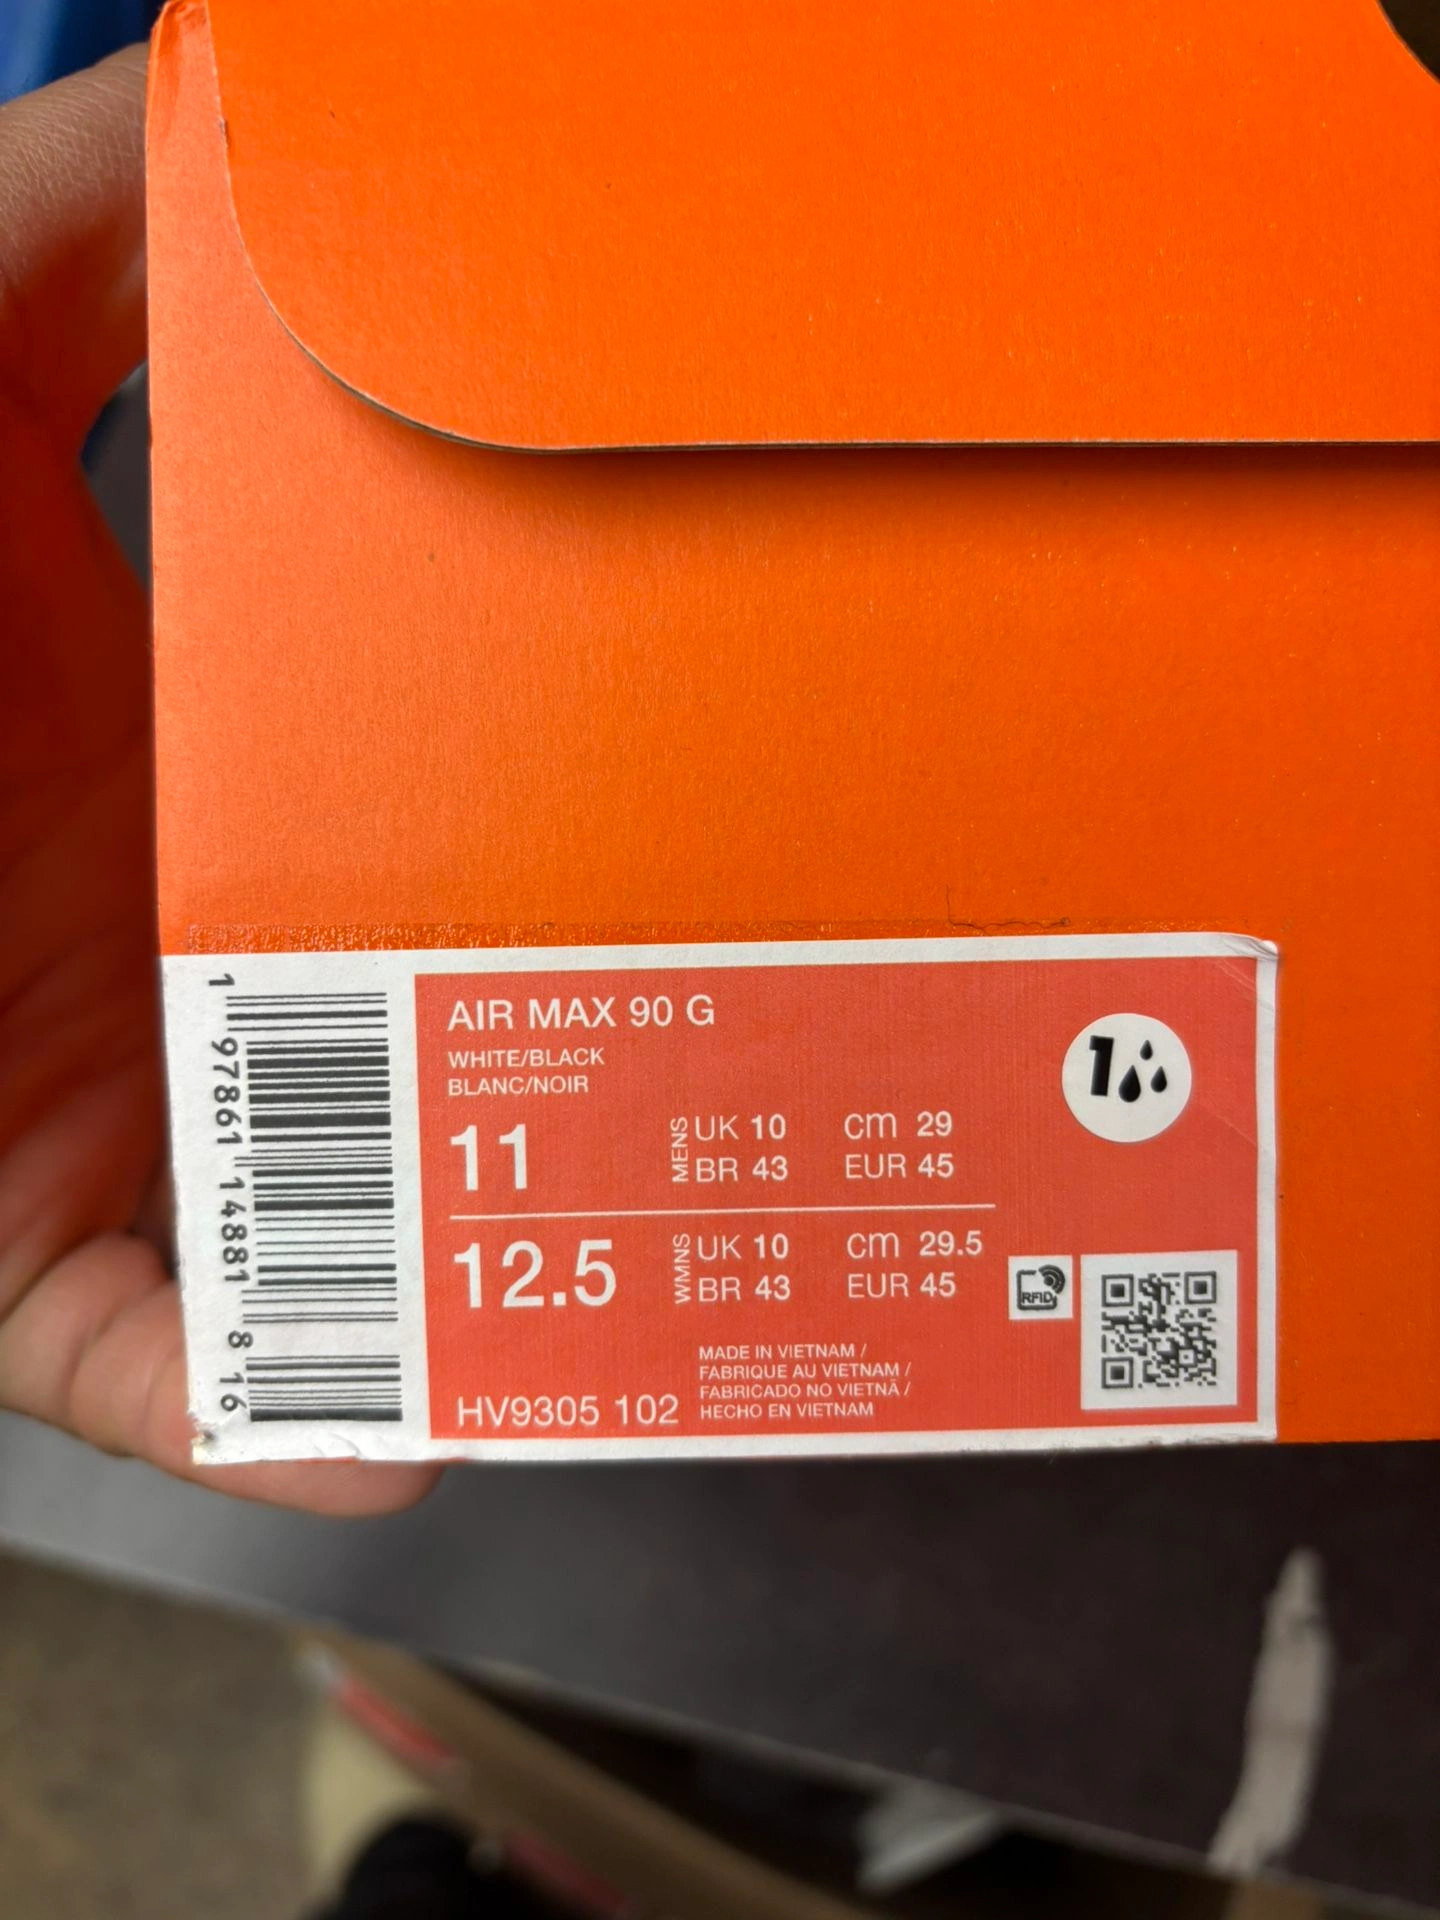 AIR MAX 90 G
WHITE/BLACK
BLANC/NOIR
11
MENS
UK 10 cm 29
BR 43 EUR 45
12.5
WMNS
UK 10 cm 29.5
BR 43 EUR 45
MADE IN VIETNAM /
FABRIQUE AU VIETNAM /
FABRICADO NO VIETNÃ /
HECHO EN VIETNAM
HV9305 102
1
RFID
1 97861 14881 8 16